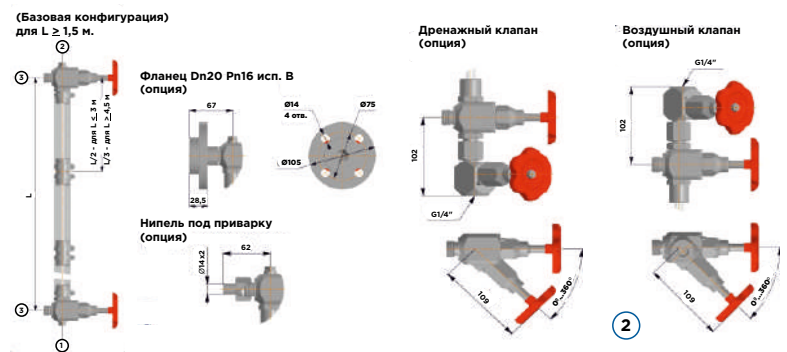 (Базовая конфигурация)
для L ≥ 1,5 м.
2
3
L/2 - для L ≤ 3 м
L/3 - для L ≥ 4,5 м
L
3
1
Фланец Dn20 Pn16 исп. В
(опция)
67
28,5
Ø14
4 отв.
Ø75
Ø105
Нипель под приварку
(опция)
62
Ø14x2
Дренажный клапан
(опция)
102
G1/4"
109
0°...360°
Воздушный клапан
(опция)
G1/4"
102
109
0°...360°
2